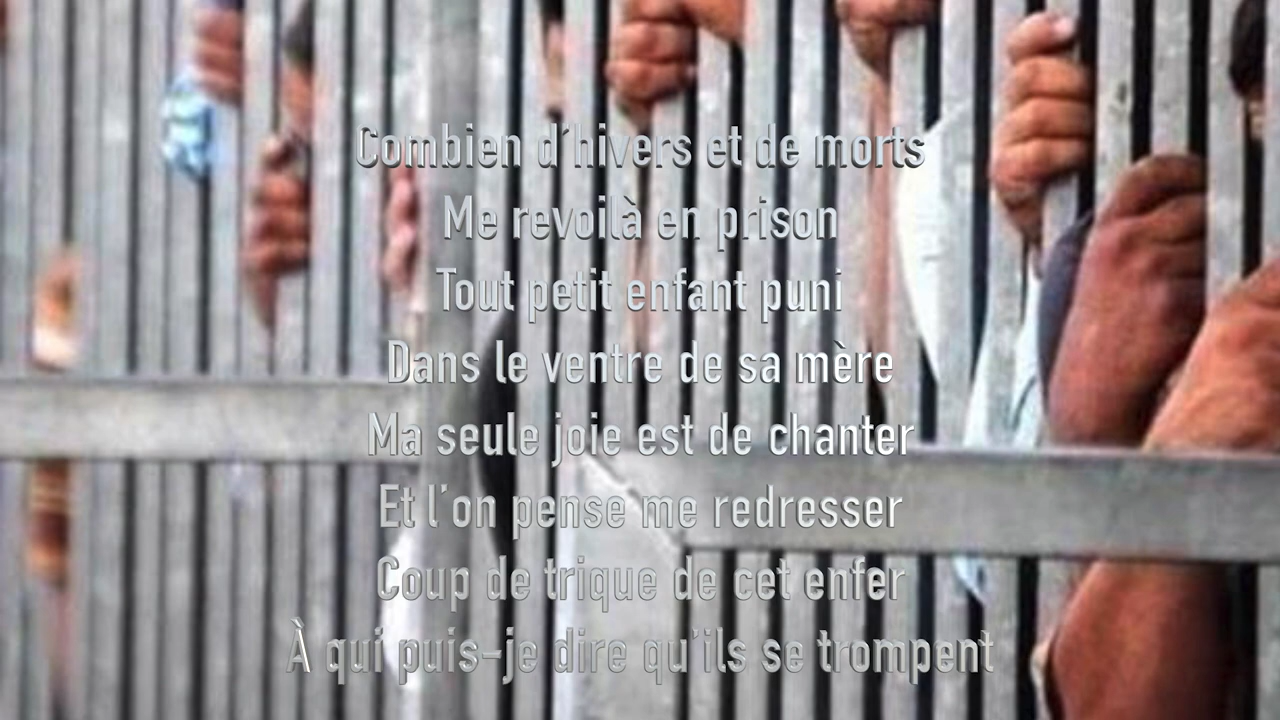 Combien d'hivers et de morts
Me revoilà en prison
Tout petit enfant puni
Dans le ventre de sa mère
Ma seule joie est de chanter
Et l'on pense me redresser
Coup de trique de cet enfer
À qui puis-je dire qu'ils se trompent